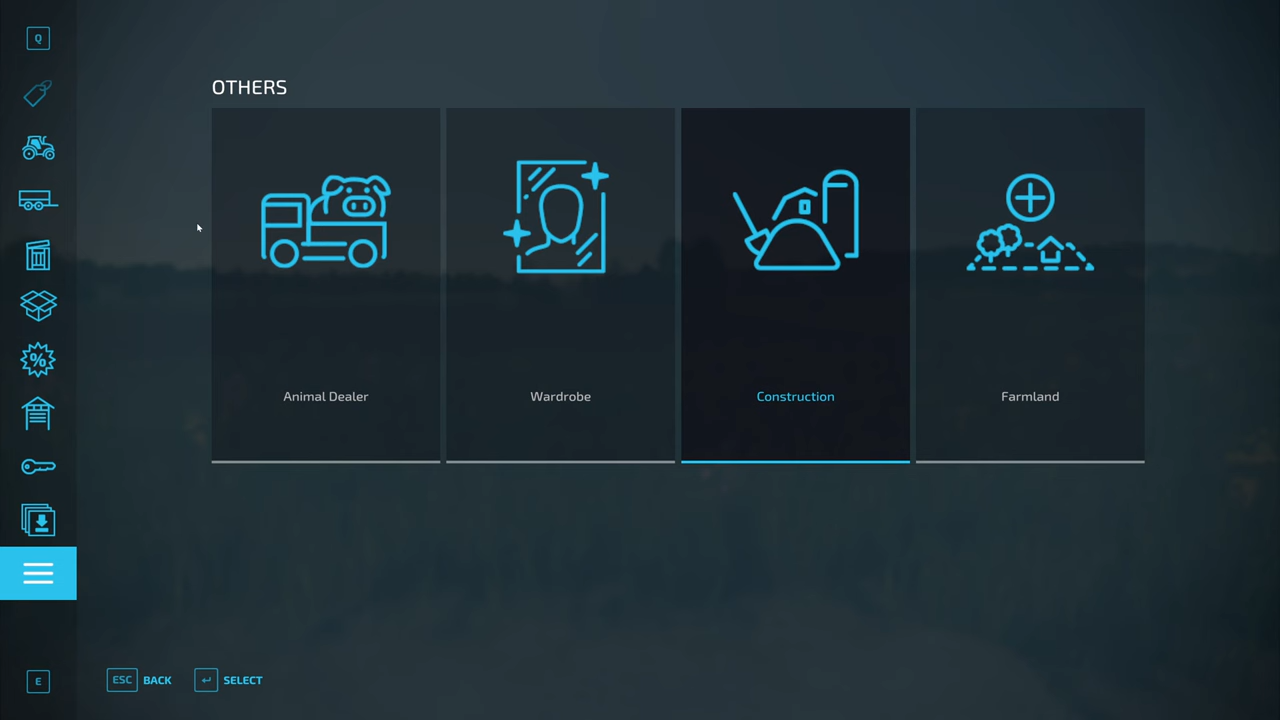 Q
OTHERS
%
Animal Dealer
Wardrobe
Construction
Farmland
E
ESC BACK
↵ SELECT